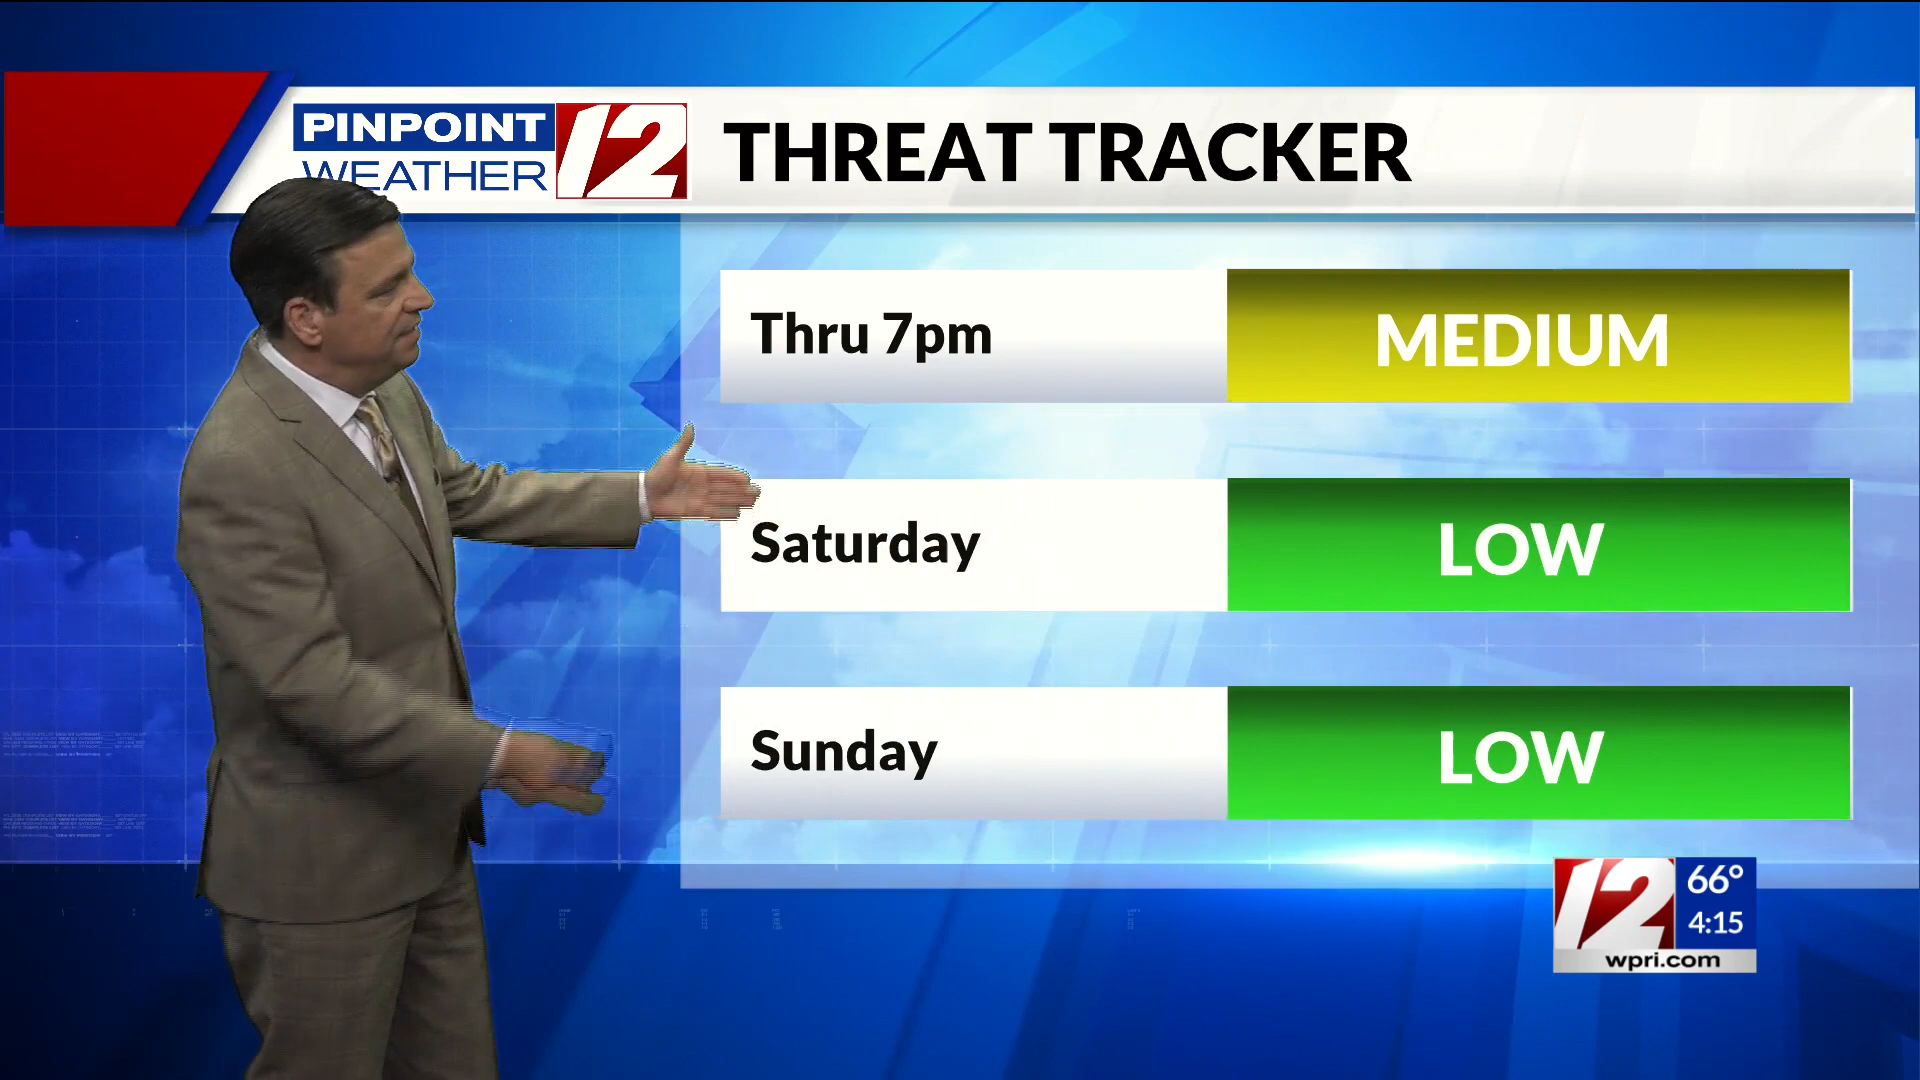 PINPOINT
WEATHER
12
THREAT TRACKER
Thru 7pm
MEDIUM
Saturday
LOW
Sunday
LOW
12
66°
4:15
wpri.com